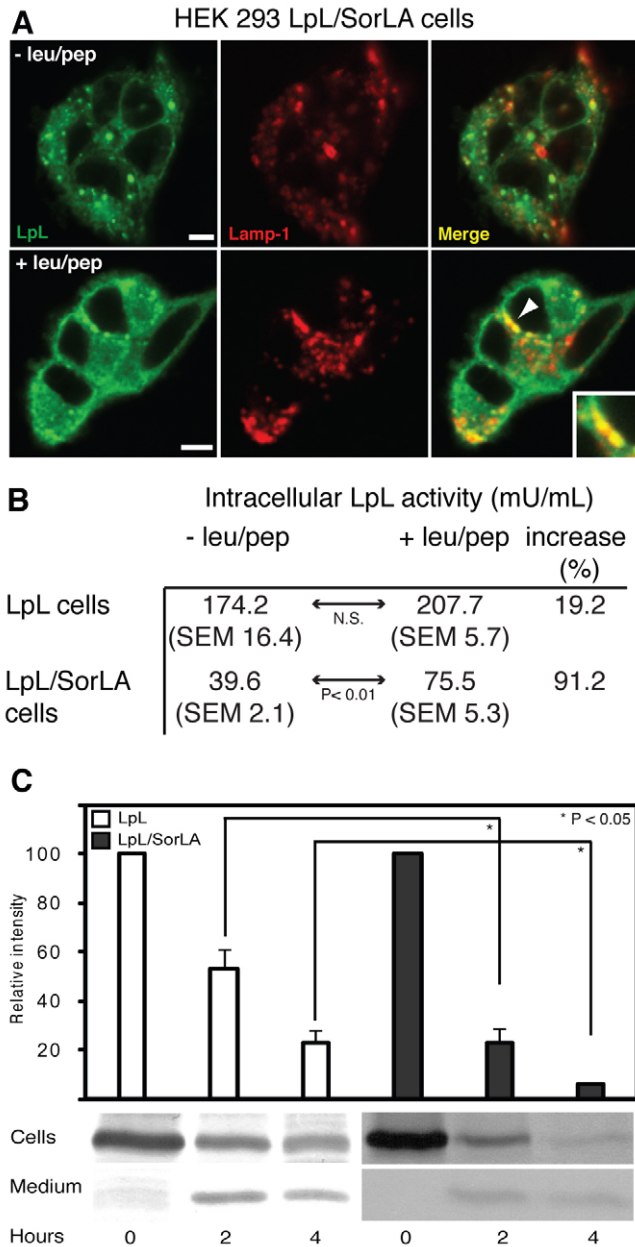 A
HEK 293 LpL/SorLA cells
- leu/pep
LpL
Lamp-1
Merge
+ leu/pep
B
Intracellular LpL activity (mU/mL)
- leu/pep + leu/pep increase
(%)
LpL cells 174.2 N.S. 207.7 19.2
(SEM 16.4) (SEM 5.7)
LpL/SorLA 39.6 P< 0.01 75.5 91.2
cells (SEM 2.1) (SEM 5.3)
C
LpL
LpL/SorLA
* P < 0.05
*
*
Relative intensity
100
80
60
40
20
Cells
Medium
Hours 0 2 4 0 2 4